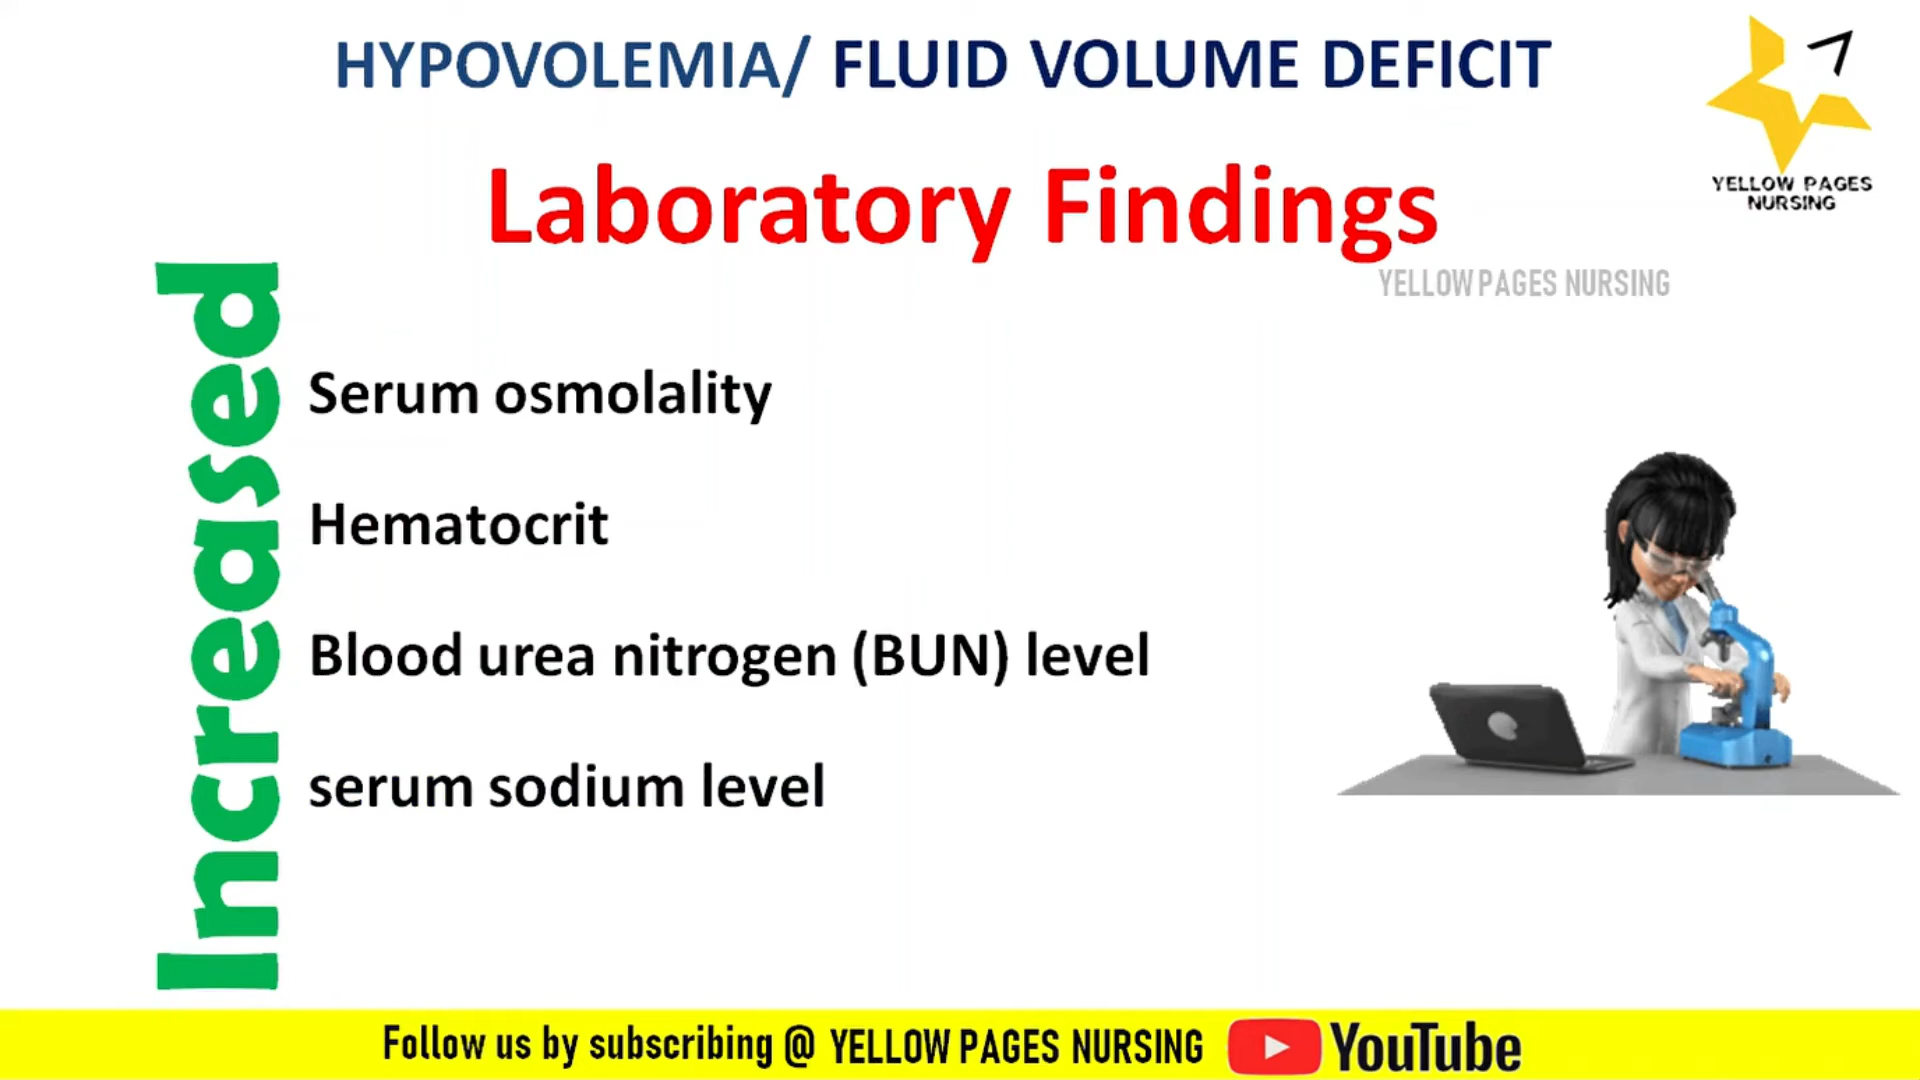 HYPOVOLEMIA/ FLUID VOLUME DEFICIT
Laboratory Findings
YELLOW PAGES
NURSING
YELLOW PAGES NURSING
Increased
Serum osmolality
Hematocrit
Blood urea nitrogen (BUN) level
serum sodium level
Follow us by subscribing @ YELLOW PAGES NURSING YouTube